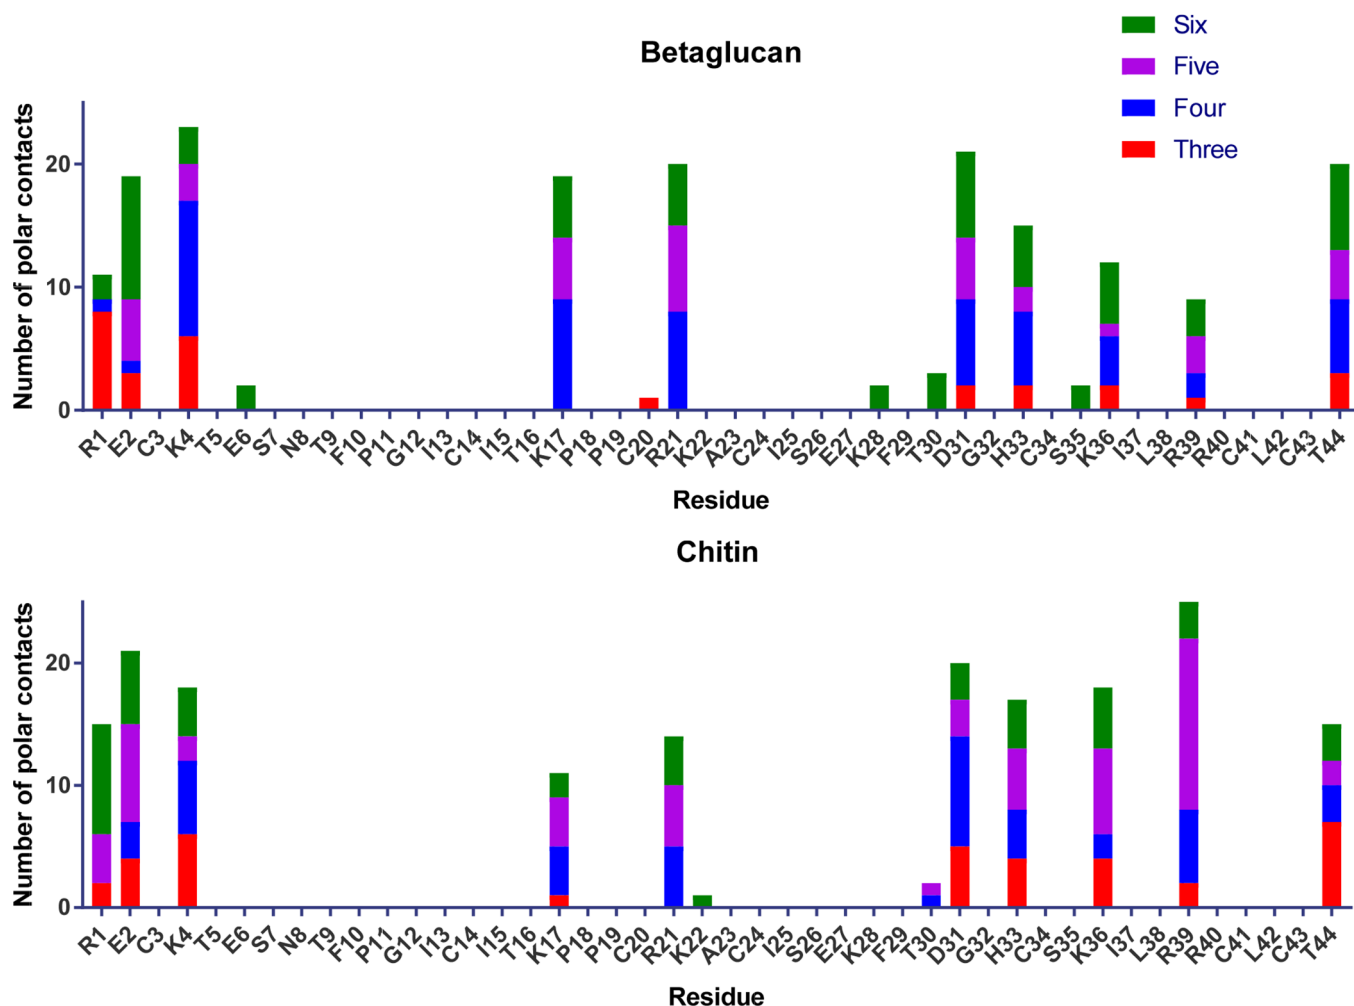 Betaglucan
Six
Five
Four
Three
Number of polar contacts
20
10
0
R1 E2 C3 K4 T5 E6 S7 N8 T9 F10 P11 G12 I13 C14 I15 T16 K17 P18 P19 C20 R21 K22 A23 C24 I25 S26 E27 K28 F29 T30 D31 G32 H33 C34 S35 K36 I37 L38 R39 R40 C41 L42 C43 T44
Residue
Chitin
Number of polar contacts
20
10
0
R1 E2 C3 K4 T5 E6 S7 N8 T9 F10 P11 G12 I13 C14 I15 T16 K17 P18 P19 C20 R21 K22 A23 C24 I25 S26 E27 K28 F29 T30 D31 G32 H33 C34 S35 K36 I37 L38 R39 R40 C41 L42 C43 T44
Residue